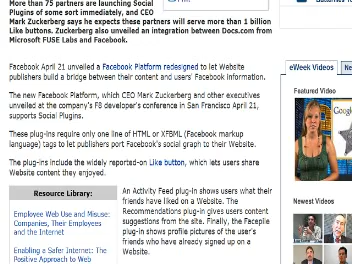 More than 75 partners are launching Social
Plugins of some sort immediately, and CEO
Mark Zuckerberg says he expects these partners will serve more than 1 billion
Like buttons. Zuckerberg also unveiled an integration between Docs.com from
Microsoft FUSE Labs and Facebook.
Facebook April 21 unveiled a Facebook Platform redesigned to let Website
publishers build a bridge between their content and users' Facebook information.
The new Facebook Platform, which CEO Mark Zuckerberg and other executives
unveiled at the company's F8 developer's conference in San Francisco April 21,
supports Social Plugins.
These plug-ins require only one line of HTML or XFBML (Facebook markup
language) tags to let publishers port Facebook's social graph to their Website.
The plug-ins include the widely reported-on Like button, which lets users share
Website content they enjoyed.
Resource Library:
Employee Web Use and Misuse:
Companies, Their Employees
and the Internet
Enabling a Safer Internet: The
Positive Approach to Web
An Activity Feed plug-in shows users what their
friends have liked on a Website. The
Recommendations plug-in gives users content
suggestions from the site. Finally, the Facepile
plug-in shows profile pictures of the user's
friends who have already signed up on a
Website.
eWeek Videos
Ne
Featured Video
Google
Newest Videos